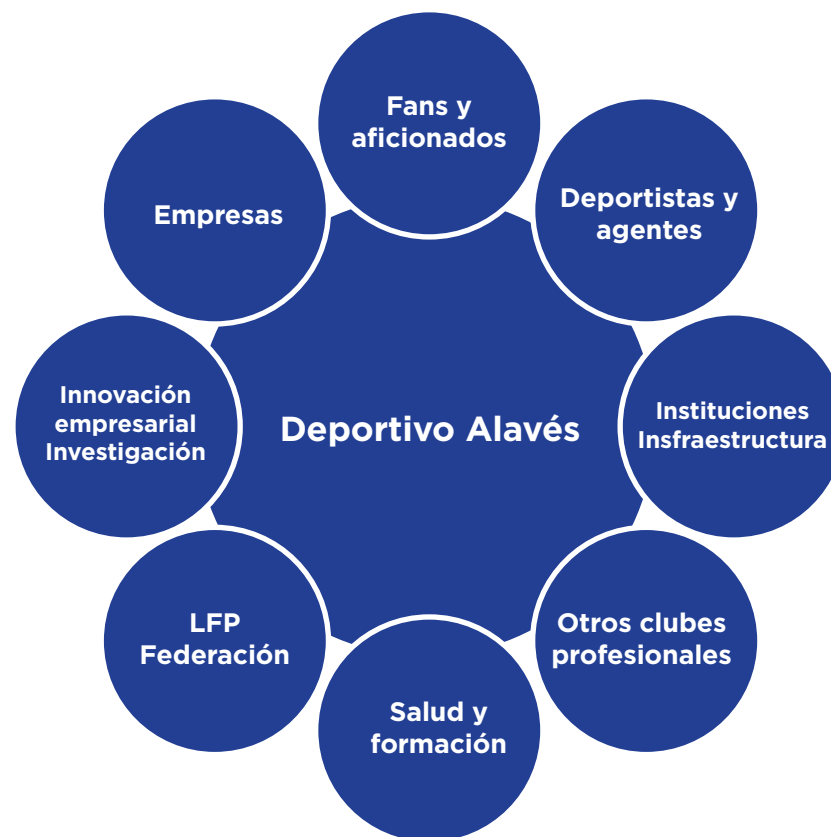 Fans y
aficionados
Deportistas y
agentes
Empresas
Innovación
empresarial
Investigación
Deportivo Alavés
Instituciones
Insfraestructura
LFP
Federación
Otros clubes
profesionales
Salud y
formación